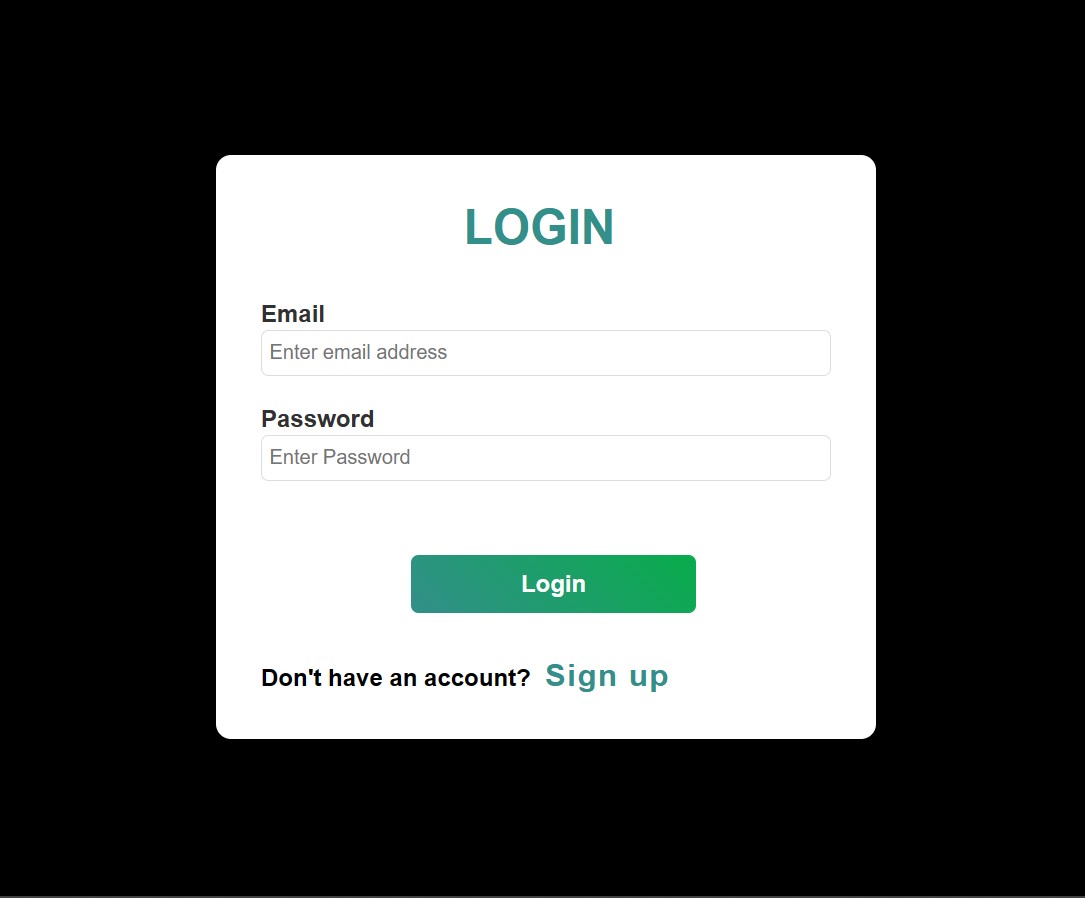 LOGIN
Email
Enter email address
Password
Enter Password
Login
Don't have an account? Sign up